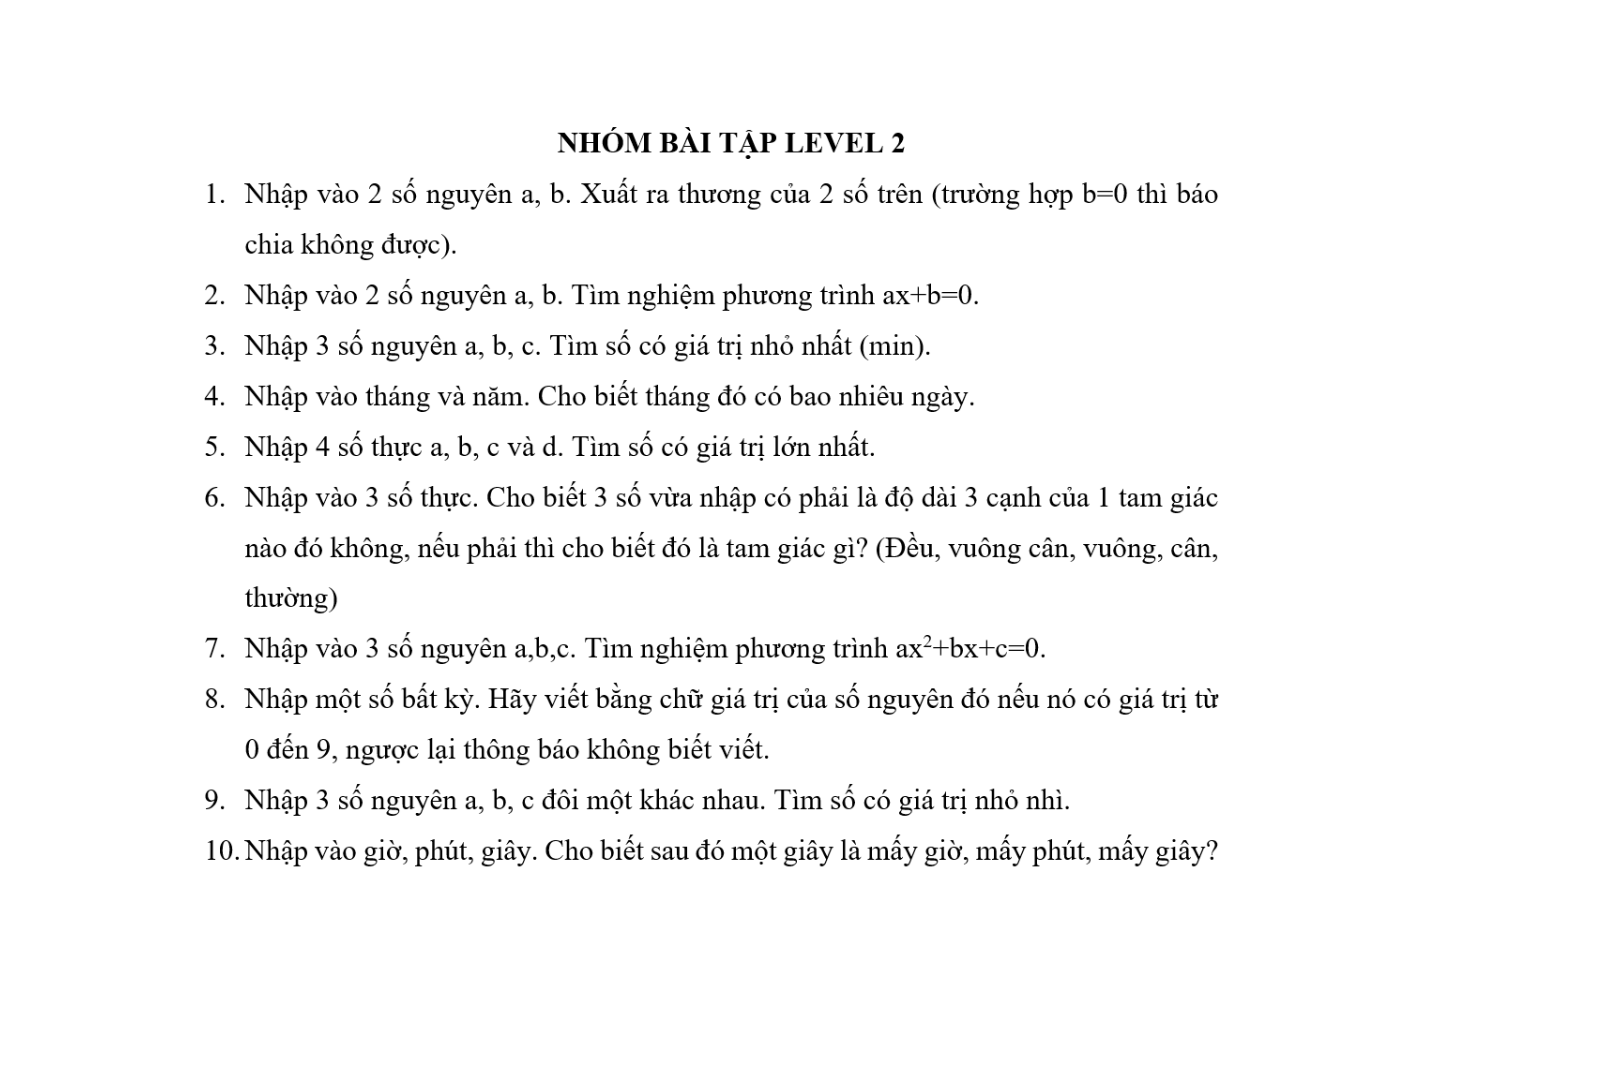 NHÓM BÀI TẬP LEVEL 2
1. Nhập vào 2 số nguyên a, b. Xuất ra thương của 2 số trên (trường hợp b=0 thì báo
chia không được).
2. Nhập vào 2 số nguyên a, b. Tìm nghiệm phương trình ax+b=0.
3. Nhập 3 số nguyên a, b, c. Tìm số có giá trị nhỏ nhất (min).
4. Nhập vào tháng và năm. Cho biết tháng đó có bao nhiêu ngày.
5. Nhập 4 số thực a, b, c và d. Tìm số có giá trị lớn nhất.
6. Nhập vào 3 số thực. Cho biết 3 số vừa nhập có phải là độ dài 3 cạnh của 1 tam giác
nào đó không, nếu phải thì cho biết đó là tam giác gì? (Đều, vuông cân, vuông, cân,
thường)
7. Nhập vào 3 số nguyên a,b,c. Tìm nghiệm phương trình ax²+bx+c=0.
8. Nhập một số bất kỳ. Hãy viết bằng chữ giá trị của số nguyên đó nếu nó có giá trị từ
0 đến 9, ngược lại thông báo không biết viết.
9. Nhập 3 số nguyên a, b, c đôi một khác nhau. Tìm số có giá trị nhỏ nhì.
10. Nhập vào giờ, phút, giây. Cho biết sau đó một giây là mấy giờ, mấy phút, mấy giây?